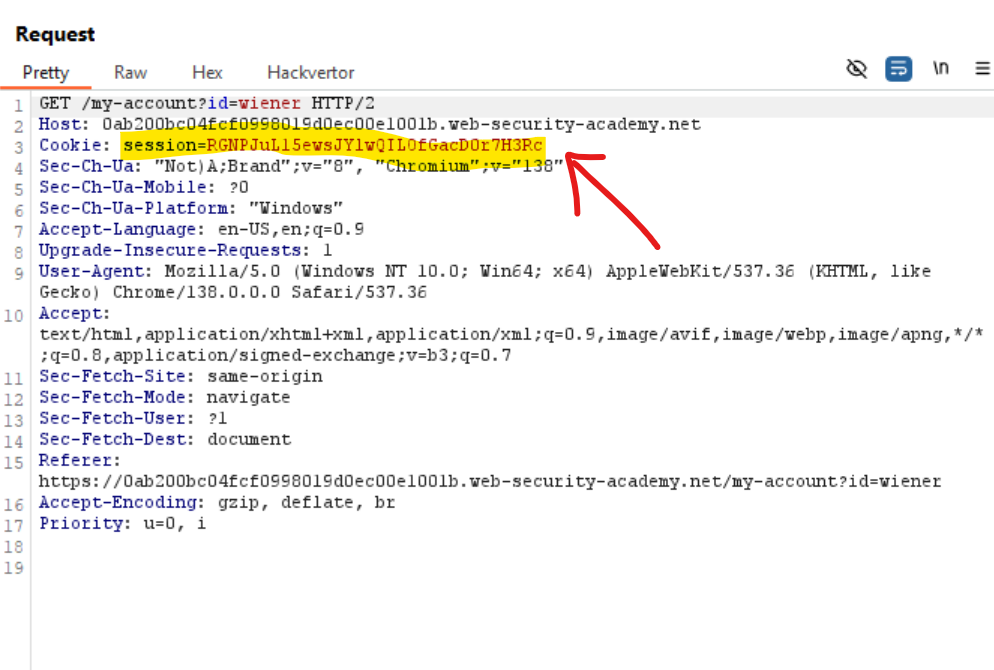 Request
Pretty Raw Hex Hackvertor \n
1 GET /my-account?id=wiener HTTP/2
2 Host: 0ab200bc04fcf0998019d0ec00e1001b.web-security-academy.net
3 Cookie: session=RGNPJuLl5ewsJYlwQIL0fGacD0r7H3Rc
4 Sec-Ch-Ua: "Not)A;Brand";v="8", "Chromium";v="138"
5 Sec-Ch-Ua-Mobile: ?0
6 Sec-Ch-Ua-Platform: "Windows"
7 Accept-Language: en-US,en;q=0.9
8 Upgrade-Insecure-Requests: 1
9 User-Agent: Mozilla/5.0 (Windows NT 10.0; Win64; x64) AppleWebKit/537.36 (KHTML, like
Gecko) Chrome/138.0.0.0 Safari/537.36
10 Accept:
text/html,application/xhtml+xml,application/xml;q=0.9,image/avif,image/webp,image/apng,*/*
;q=0.8,application/signed-exchange;v=b3;q=0.7
11 Sec-Fetch-Site: same-origin
12 Sec-Fetch-Mode: navigate
13 Sec-Fetch-User: ?1
14 Sec-Fetch-Dest: document
15 Referer:
https://0ab200bc04fcf0998019d0ec00e1001b.web-security-academy.net/my-account?id=wiener
16 Accept-Encoding: gzip, deflate, br
17 Priority: u=0, i
18
19